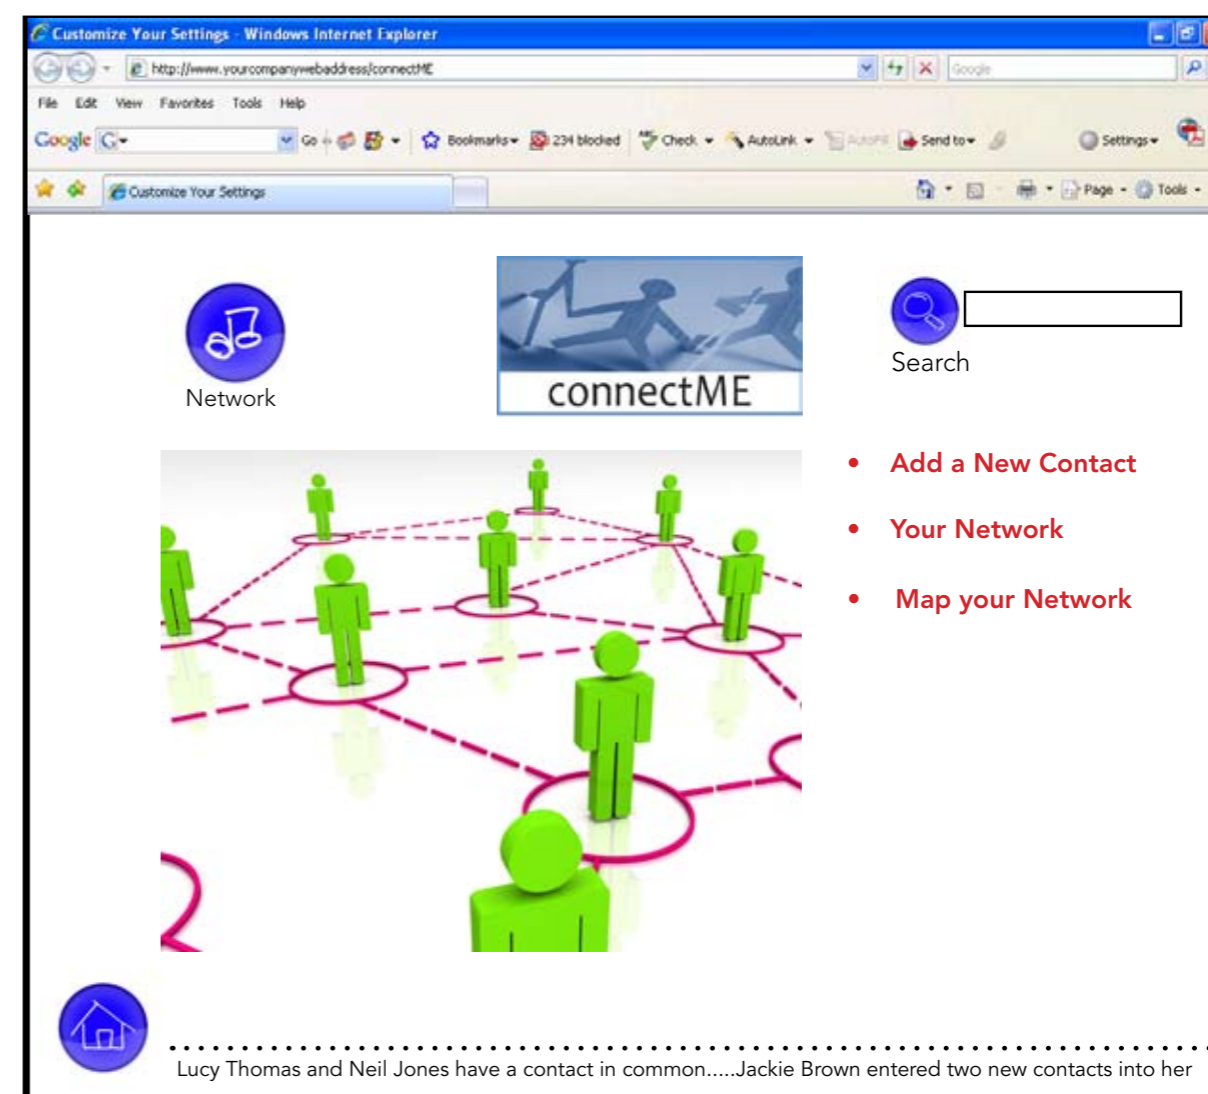 Customize Your Settings - Windows Internet Explorer
http://www.yourcompanywebaddress/connectME
Google
File Edit View Favorites Tools Help
Google G Go Bookmarks 234 blocked ABC Check AutoLink AutoFill Send to Settings
Customize Your Settings Page Tools
Network
connectME
Search
• Add a New Contact
• Your Network
• Map your Network
Lucy Thomas and Neil Jones have a contact in common.....Jackie Brown entered two new contacts into her